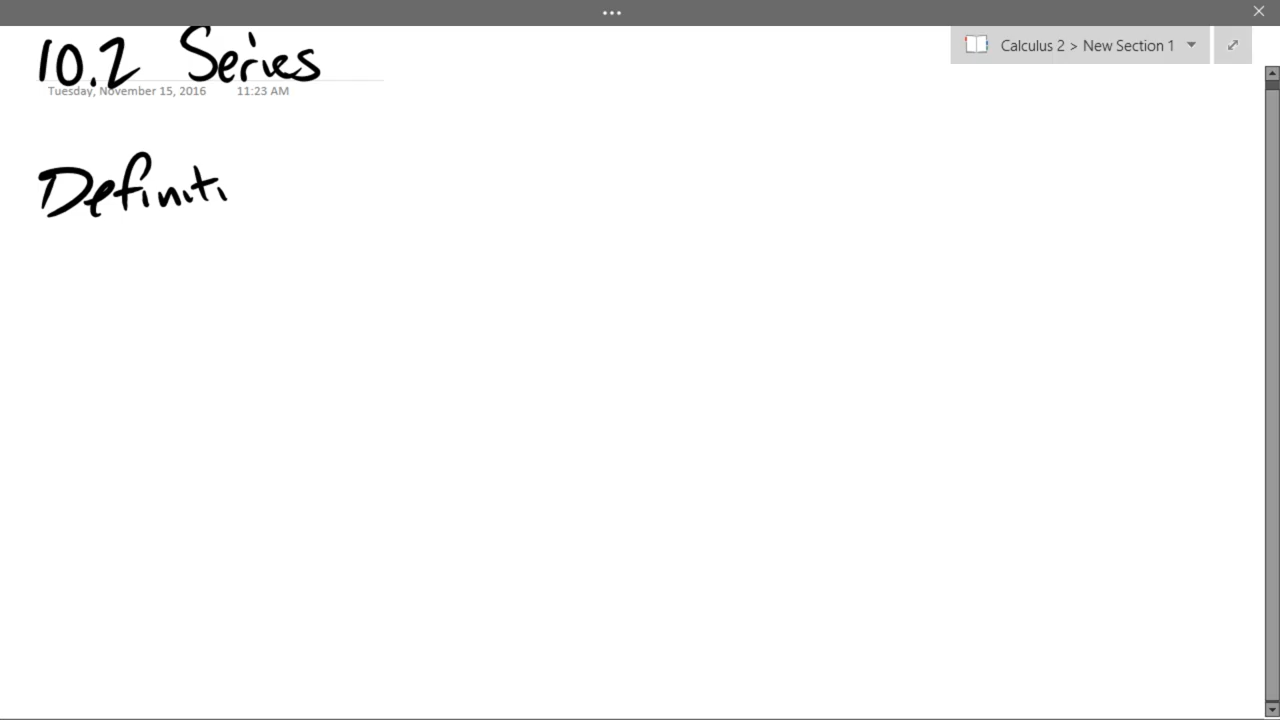 •••
Calculus 2 > New Section 1
10.2 Series
Tuesday, November 15, 2016 11:23 AM
Definiti